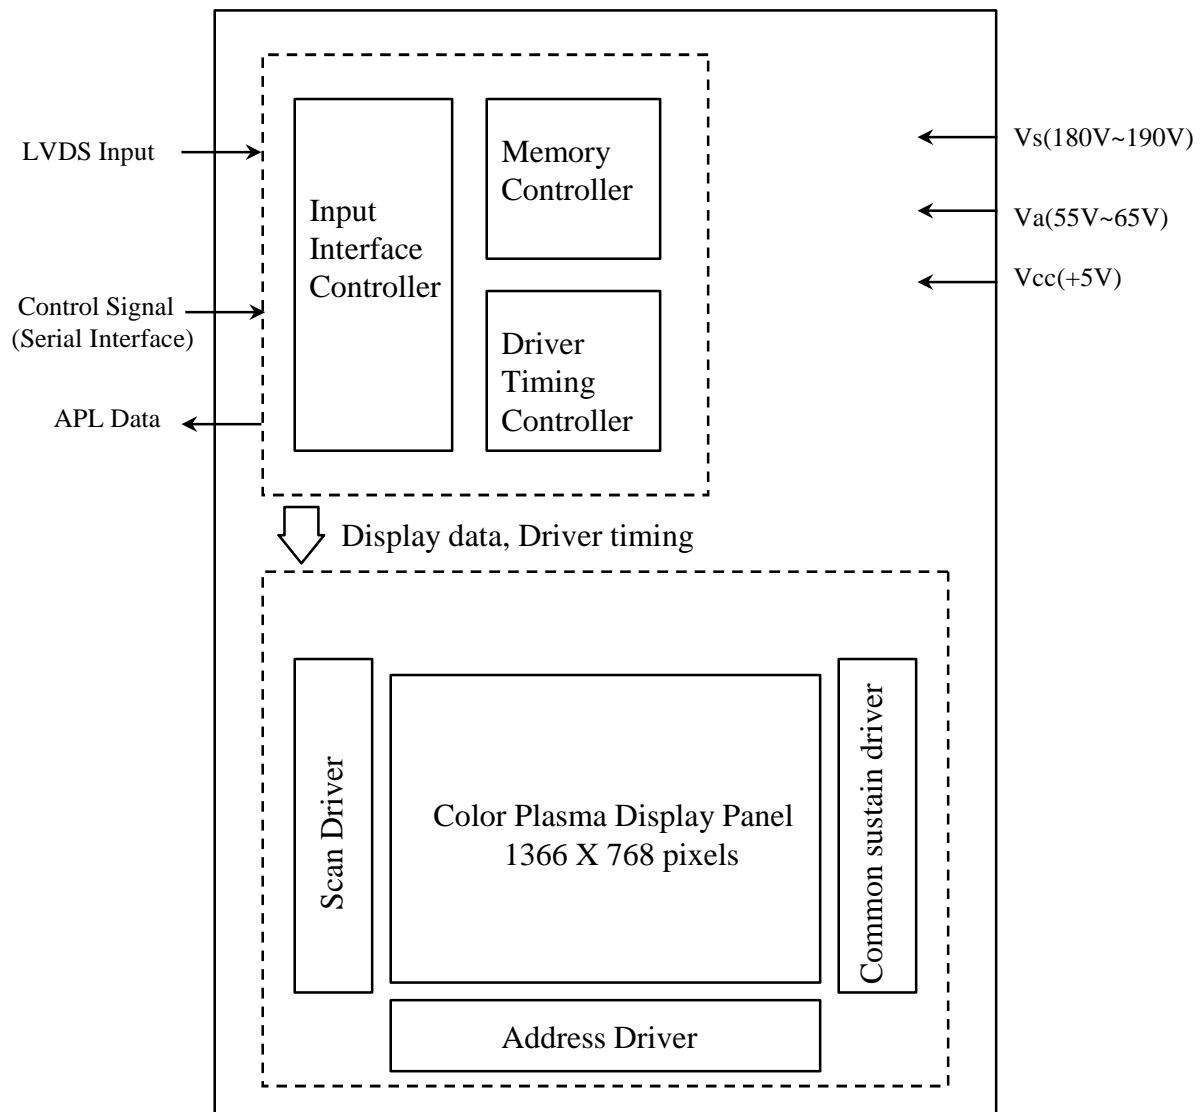 LVDS Input
Control Signal
(Serial Interface)
APL Data
Input
Interface
Controller
Memory
Controller
Driver
Timing
Controller
Vs(180V~190V)
Va(55V~65V)
Vcc(+5V)
Display data, Driver timing
Scan Driver
Color Plasma Display Panel
1366 X 768 pixels
Common sustain driver
Address Driver